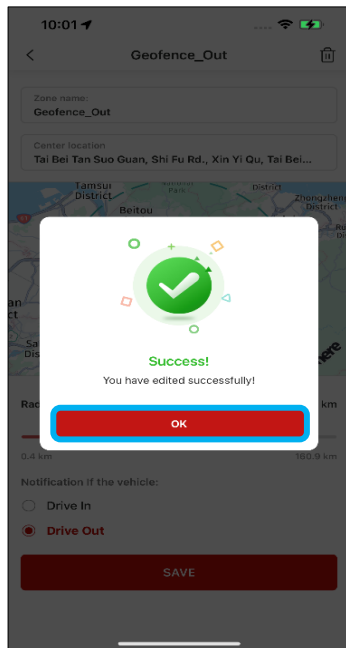 10:01
Geofence_Out
Zone name:
Geofence_Out
Center location
Tai Bei Tan Suo Guan, Shi Fu Rd., Xin Yi Qu, Tai Bei...
Tamsui
District
Park
District
Zhongzheng
District
Beitou
Success!
You have edited successfully!
OK
km
0.4 km
160.9 km
Notification If the vehicle:
Drive In
Drive Out
SAVE